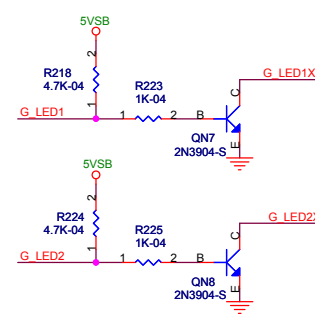 5VSB
2
R218
4.7K-04
1
G_LED1
R223
1K-04
1
2
B
C
E
G_LED1X
QN7
2N3904-S
5VSB
2
R224
4.7K-04
1
G_LED2
R225
1K-04
1
2
B
C
E
G_LED2X
QN8
2N3904-S